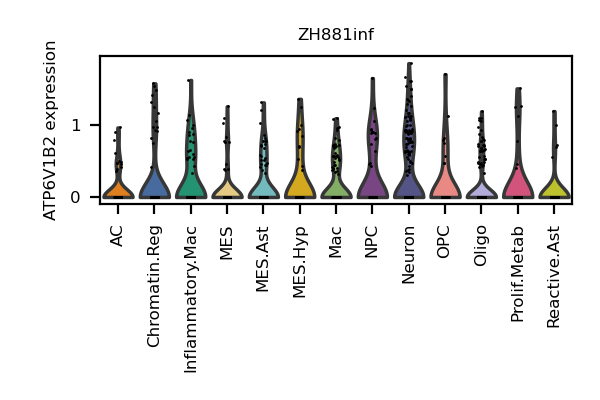 ZH881inf
ATP6V1B2 expression
1
0
AC
Chromatin.Reg
Inflammatory.Mac
MES
MES.Ast
MES.Hyp
Mac
NPC
Neuron
OPC
Oligo
Prolif.Metab
Reactive.Ast